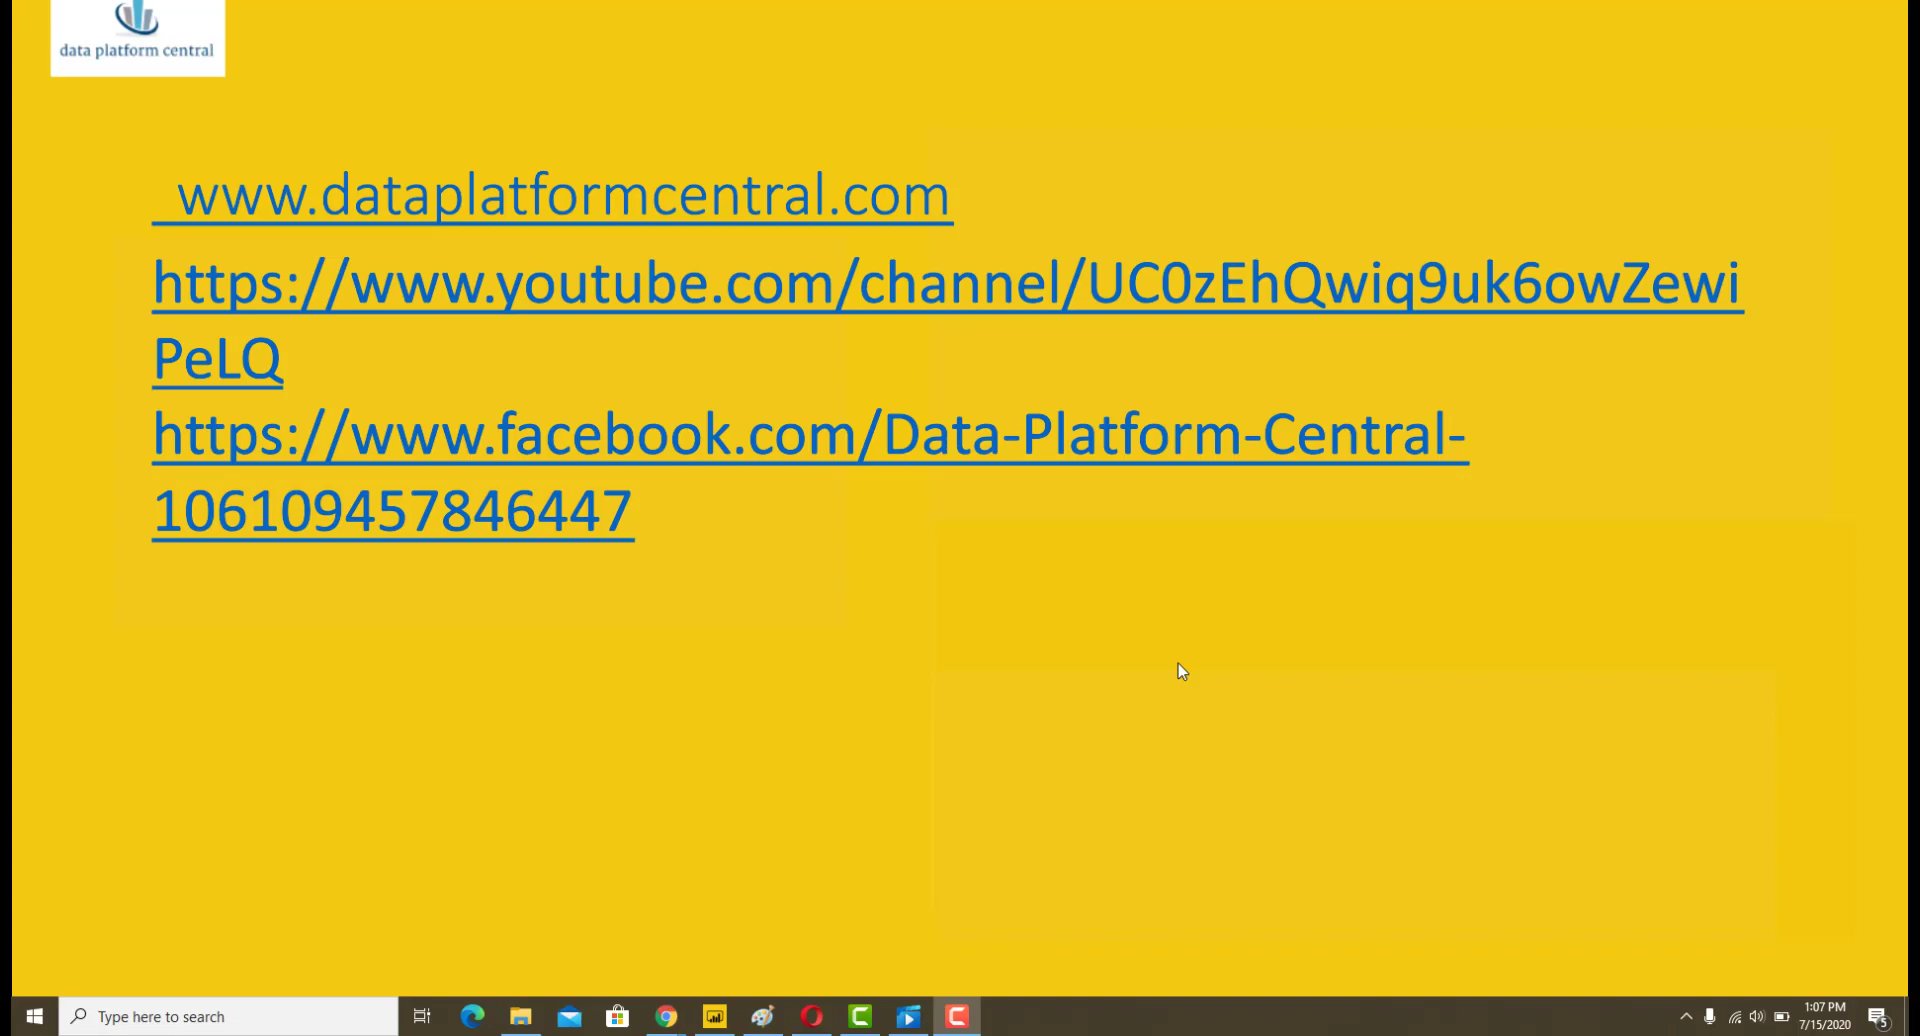 data platform central
www.dataplatformcentral.com
https://www.youtube.com/channel/UC0zEhQwiq9uk6owZewi
PeLQ
https://www.facebook.com/Data-Platform-Central-
106109457846447
Type here to search
1:07 PM
7/15/2020
5